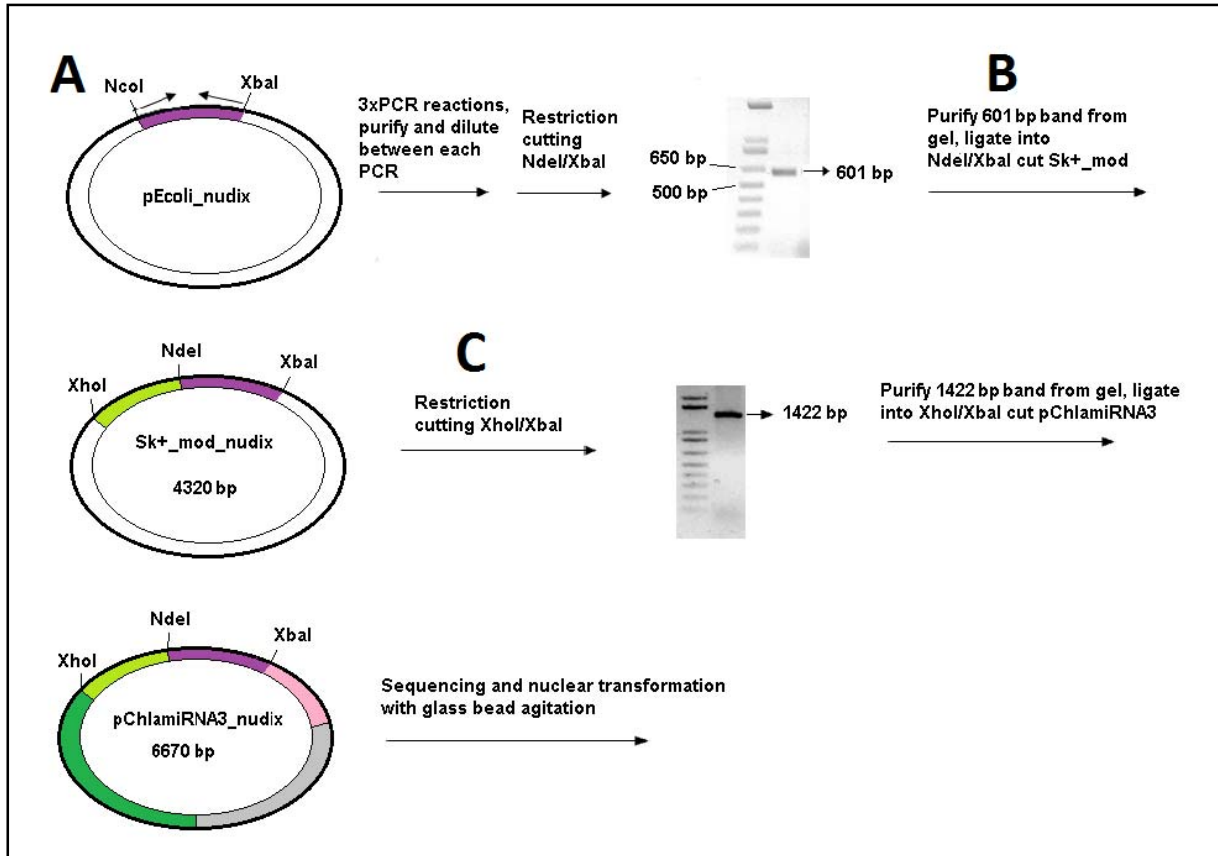 A
NcoI
XbaI
pEcoli_nudix
3xPCR reactions,
purify and dilute
between each
PCR
Restriction
cutting
NdeI/XbaI
650 bp
500 bp
601 bp
B
Purify 601 bp band from
gel, ligate into
NdeI/XbaI cut Sk+_mod
XhoI
NdeI
XbaI
Sk+_mod_nudix
4320 bp
C
Restriction
cutting XhoI/XbaI
1422 bp
Purify 1422 bp band from gel, ligate
into XhoI/XbaI cut pChlamiRNA3
XhoI
NdeI
XbaI
pChlamiRNA3_nudix
6670 bp
Sequencing and nuclear transformation
with glass bead agitation